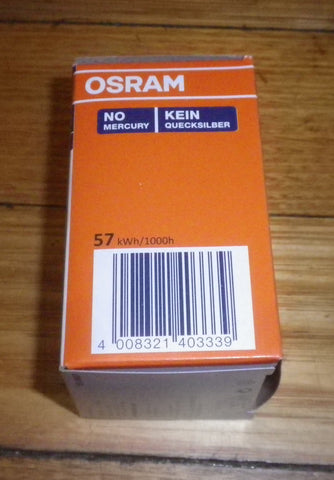 OSRAM
NO KEIN
MERCURY QUECKSILBER
57 kWh/1000h
4 008321 403339